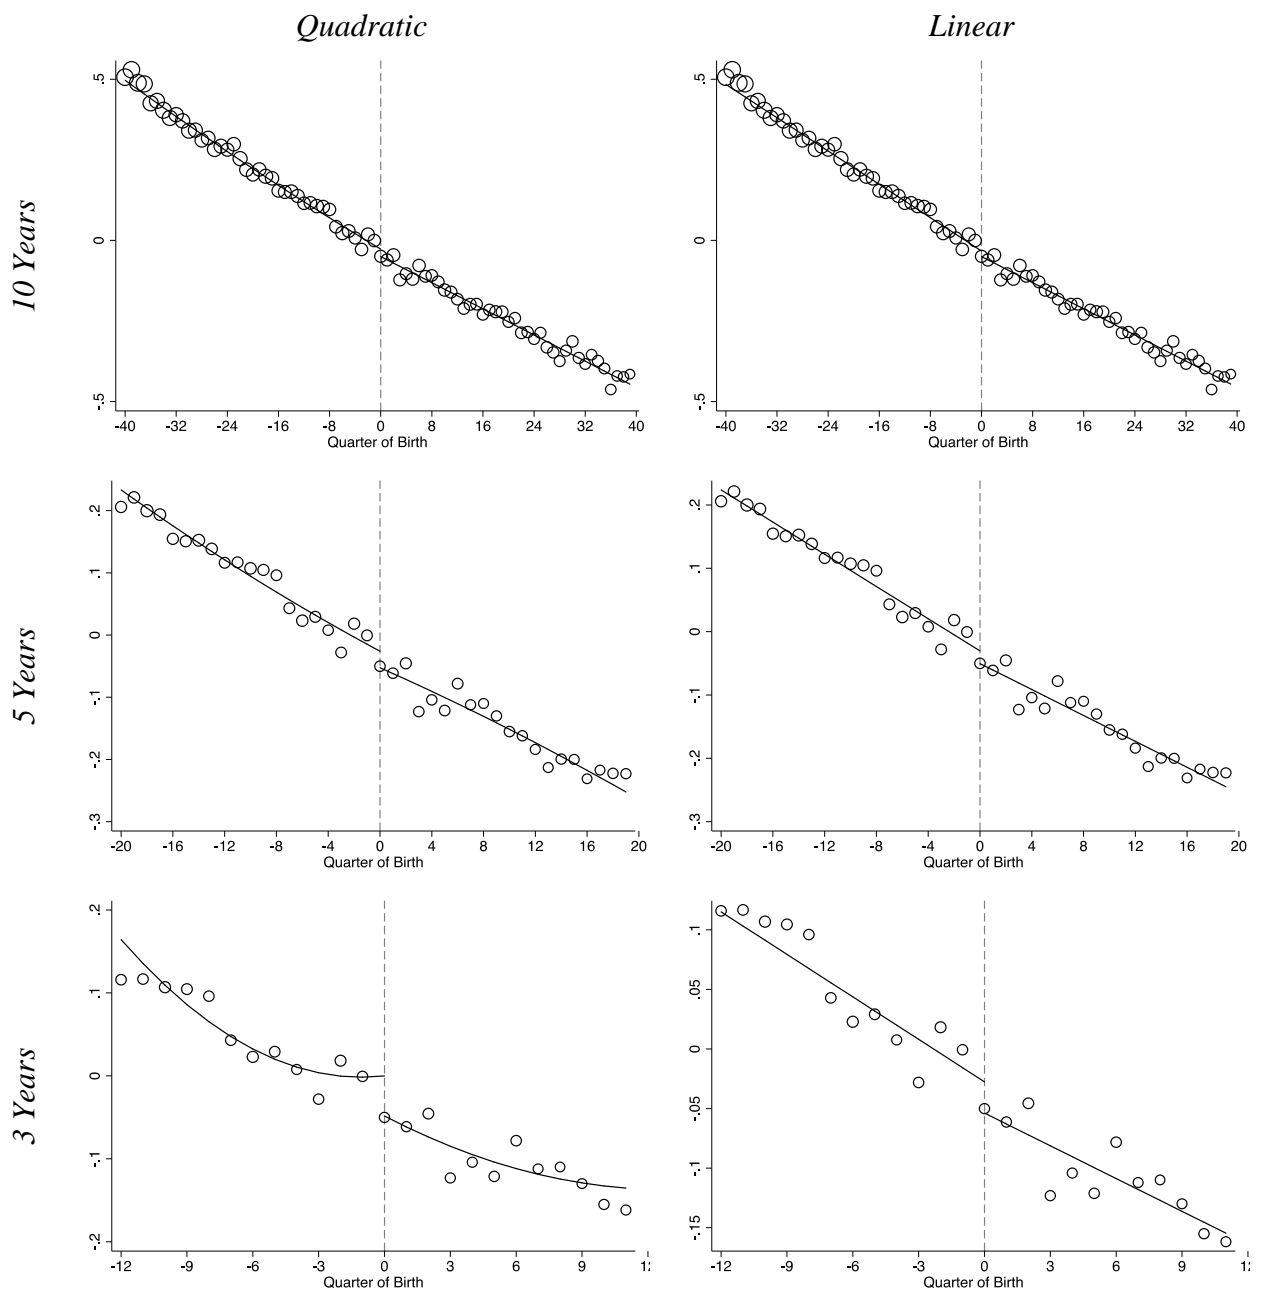 Quadratic Linear
10 Years
.5 0 -.5
-40 -32 -24 -16 -8 0 8 16 24 32 40
Quarter of Birth
.5 0 -.5
-40 -32 -24 -16 -8 0 8 16 24 32 40
Quarter of Birth
5 Years
.2 .1 0 -.1 -.2 -.3
-20 -16 -12 -8 -4 0 4 8 12 16 20
Quarter of Birth
.2 .1 0 -.1 -.2 -.3
-20 -16 -12 -8 -4 0 4 8 12 16 20
Quarter of Birth
3 Years
.2 .1 0 -.1 -.2
-12 -9 -6 -3 0 3 6 9
Quarter of Birth
.1 .05 0 -.05 -.1 -.15
-12 -9 -6 -3 0 3 6 9
Quarter of Birth